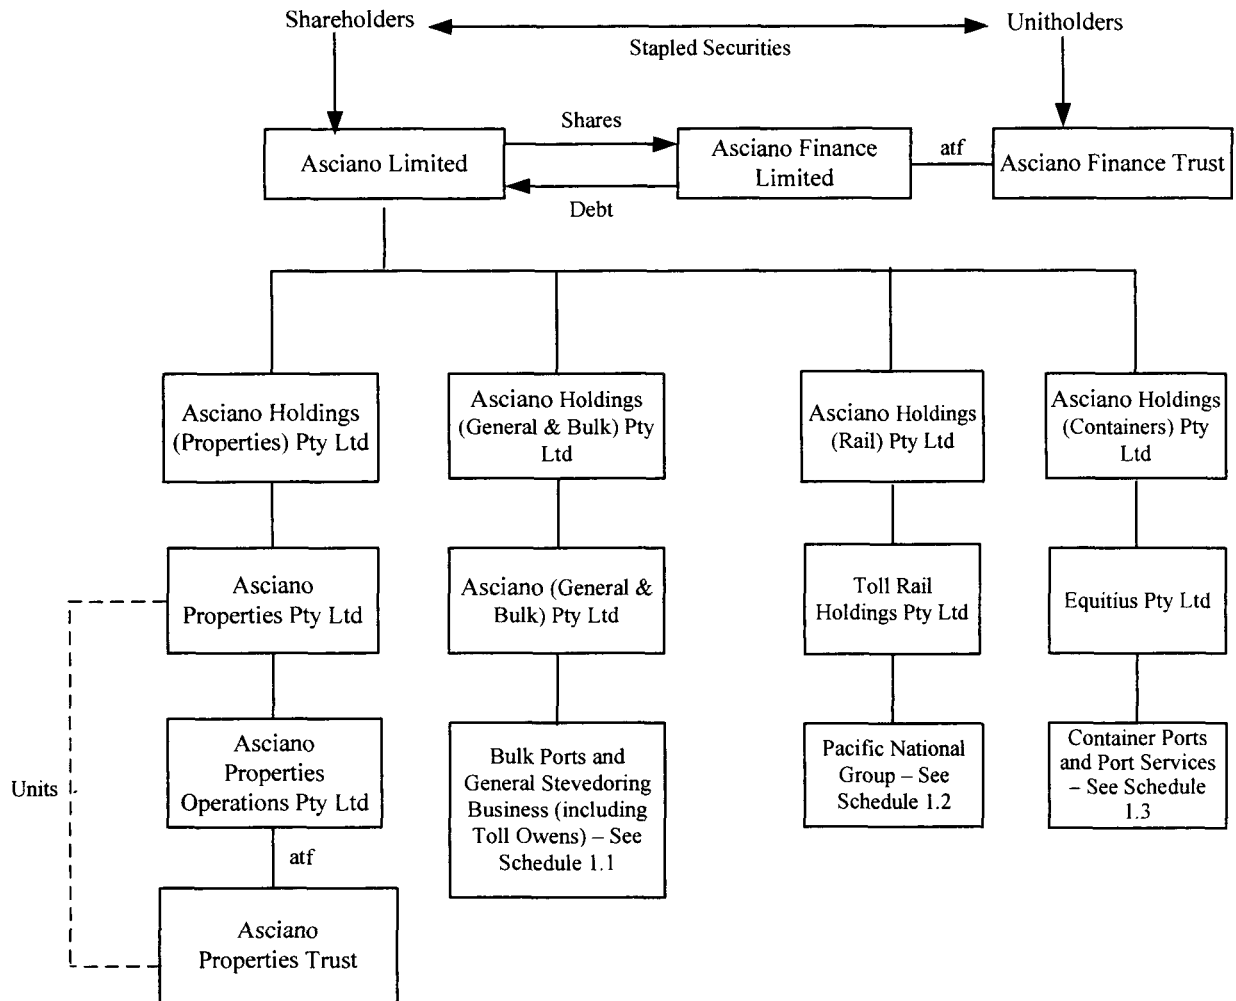 Shareholders
Unitholders
Stapled Securities
Shares
Asciano Limited
Asciano Finance
Limited
atf
Asciano Finance Trust
Debt
Asciano Holdings
(Properties) Pty Ltd
Asciano Holdings
(General & Bulk) Pty
Ltd
Asciano Holdings
(Rail) Pty Ltd
Asciano Holdings
(Containers) Pty
Ltd
Asciano
Properties Pty Ltd
Asciano (General &
Bulk) Pty Ltd
Toll Rail
Holdings Pty Ltd
Equitius Pty Ltd
Units
Asciano
Properties
Operations Pty Ltd
Bulk Ports and
General Stevedoring
Business (including
Toll Owens) – See
Schedule 1.1
Pacific National
Group – See
Schedule 1.2
Container Ports
and Port Services
– See Schedule
1.3
atf
Asciano
Properties Trust